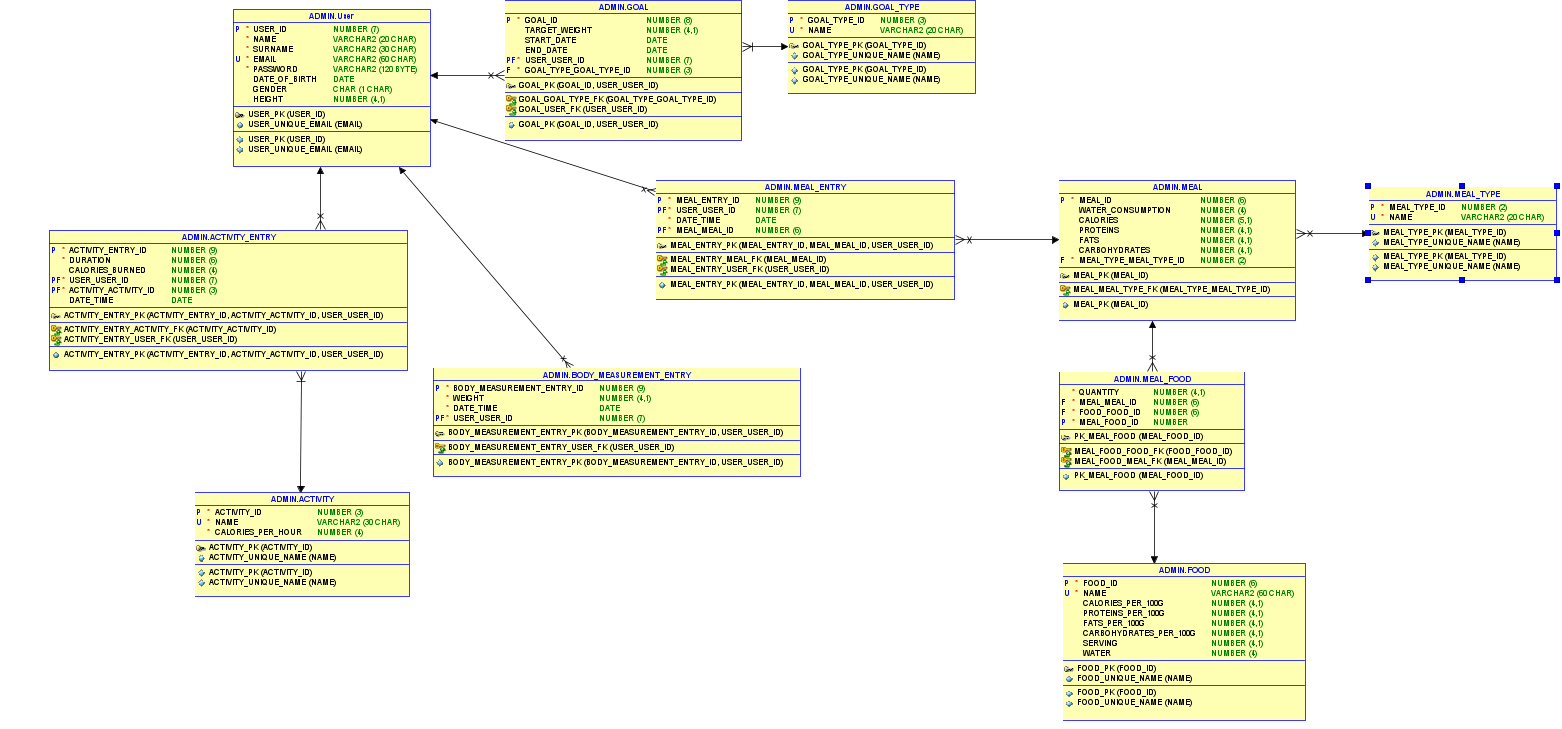 ADMIN.User
P * USER_ID NUMBER (7)
* NAME VARCHAR2 (20 CHAR)
* SURNAME VARCHAR2 (30 CHAR)
U * EMAIL VARCHAR2 (60 CHAR)
* PASSWORD VARCHAR2 (120 BYTE)
DATE_OF_BIRTH DATE
GENDER CHAR (1 CHAR)
HEIGHT NUMBER (4,1)
USER_PK (USER_ID)
USER_UNIQUE_EMAIL (EMAIL)
USER_PK (USER_ID)
USER_UNIQUE_EMAIL (EMAIL)
ADMIN.GOAL
P * GOAL_ID NUMBER (8)
TARGET_WEIGHT NUMBER (4,1)
START_DATE DATE
END_DATE DATE
PF* USER_USER_ID NUMBER (7)
F * GOAL_TYPE_GOAL_TYPE_ID NUMBER (3)
GOAL_PK (GOAL_ID, USER_USER_ID)
GOAL_GOAL_TYPE_FK (GOAL_TYPE_GOAL_TYPE_ID)
GOAL_USER_FK (USER_USER_ID)
GOAL_PK (GOAL_ID, USER_USER_ID)
ADMIN.GOAL_TYPE
P * GOAL_TYPE_ID NUMBER (3)
U * NAME VARCHAR2 (20 CHAR)
GOAL_TYPE_PK (GOAL_TYPE_ID)
GOAL_TYPE_UNIQUE_NAME (NAME)
GOAL_TYPE_PK (GOAL_TYPE_ID)
GOAL_TYPE_UNIQUE_NAME (NAME)
ADMIN.MEAL_ENTRY
P * MEAL_ENTRY_ID NUMBER (9)
PF* USER_USER_ID NUMBER (7)
* DATE_TIME DATE
PF* MEAL_MEAL_ID NUMBER (6)
MEAL_ENTRY_PK (MEAL_ENTRY_ID, MEAL_MEAL_ID, USER_USER_ID)
MEAL_ENTRY_MEAL_FK (MEAL_MEAL_ID)
MEAL_ENTRY_USER_FK (USER_USER_ID)
MEAL_ENTRY_PK (MEAL_ENTRY_ID, MEAL_MEAL_ID, USER_USER_ID)
ADMIN.MEAL
P * MEAL_ID NUMBER (6)
WATER_CONSUMPTION NUMBER (4)
CALORIES NUMBER (5,1)
PROTEINS NUMBER (4,1)
FATS NUMBER (4,1)
CARBOHYDRATES NUMBER (4,1)
F * MEAL_TYPE_MEAL_TYPE_ID NUMBER (2)
MEAL_PK (MEAL_ID)
MEAL_MEAL_TYPE_FK (MEAL_TYPE_MEAL_TYPE_ID)
MEAL_PK (MEAL_ID)
ADMIN.MEAL_TYPE
P * MEAL_TYPE_ID NUMBER (2)
U * NAME VARCHAR2 (20 CHAR)
MEAL_TYPE_PK (MEAL_TYPE_ID)
MEAL_TYPE_UNIQUE_NAME (NAME)
MEAL_TYPE_PK (MEAL_TYPE_ID)
MEAL_TYPE_UNIQUE_NAME (NAME)
ADMIN.ACTIVITY_ENTRY
P * ACTIVITY_ENTRY_ID NUMBER (9)
* DURATION NUMBER (6)
CALORIES_BURNED NUMBER (4)
PF* USER_USER_ID NUMBER (7)
PF* ACTIVITY_ACTIVITY_ID NUMBER (3)
DATE_TIME DATE
ACTIVITY_ENTRY_PK (ACTIVITY_ENTRY_ID, ACTIVITY_ACTIVITY_ID, USER_USER_ID)
ACTIVITY_ENTRY_ACTIVITY_FK (ACTIVITY_ACTIVITY_ID)
ACTIVITY_ENTRY_USER_FK (USER_USER_ID)
ACTIVITY_ENTRY_PK (ACTIVITY_ENTRY_ID, ACTIVITY_ACTIVITY_ID, USER_USER_ID)
ADMIN.BODY_MEASUREMENT_ENTRY
P * BODY_MEASUREMENT_ENTRY_ID NUMBER (9)
* WEIGHT NUMBER (4,1)
* DATE_TIME DATE
PF* USER_USER_ID NUMBER (7)
BODY_MEASUREMENT_ENTRY_PK (BODY_MEASUREMENT_ENTRY_ID, USER_USER_ID)
BODY_MEASUREMENT_ENTRY_USER_FK (USER_USER_ID)
BODY_MEASUREMENT_ENTRY_PK (BODY_MEASUREMENT_ENTRY_ID, USER_USER_ID)
ADMIN.MEAL_FOOD
* QUANTITY NUMBER (4,1)
F * MEAL_MEAL_ID NUMBER (6)
F * FOOD_FOOD_ID NUMBER (6)
P * MEAL_FOOD_ID NUMBER
PK_MEAL_FOOD (MEAL_FOOD_ID)
MEAL_FOOD_FOOD_FK (FOOD_FOOD_ID)
MEAL_FOOD_MEAL_FK (MEAL_MEAL_ID)
PK_MEAL_FOOD (MEAL_FOOD_ID)
ADMIN.ACTIVITY
P * ACTIVITY_ID NUMBER (3)
U * NAME VARCHAR2 (30 CHAR)
* CALORIES_PER_HOUR NUMBER (4)
ACTIVITY_PK (ACTIVITY_ID)
ACTIVITY_UNIQUE_NAME (NAME)
ACTIVITY_PK (ACTIVITY_ID)
ACTIVITY_UNIQUE_NAME (NAME)
ADMIN.FOOD
P * FOOD_ID NUMBER (6)
U * NAME VARCHAR2 (60 CHAR)
CALORIES_PER_100G NUMBER (4,1)
PROTEINS_PER_100G NUMBER (4,1)
FATS_PER_100G NUMBER (4,1)
CARBOHYDRATES_PER_100G NUMBER (4,1)
SERVING NUMBER (4,1)
WATER NUMBER (4)
FOOD_PK (FOOD_ID)
FOOD_UNIQUE_NAME (NAME)
FOOD_PK (FOOD_ID)
FOOD_UNIQUE_NAME (NAME)